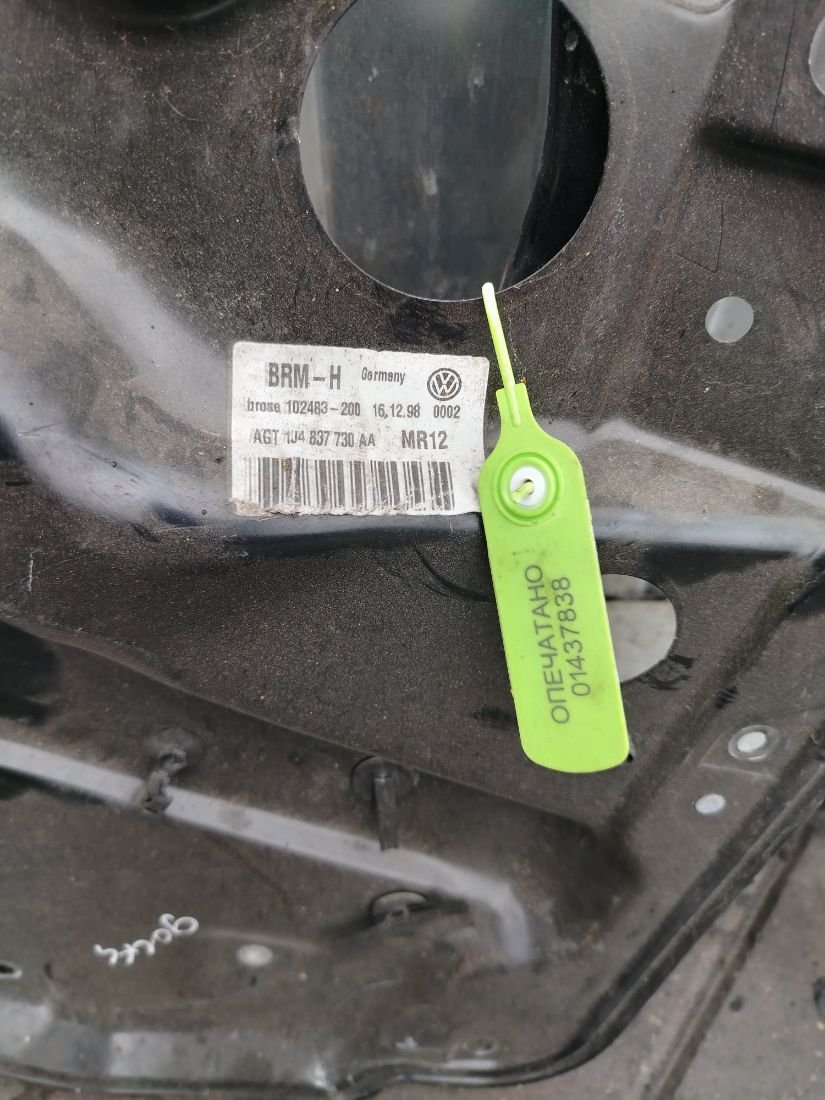 BRM-H Germany
brose 102483-200 16.12.98 0002
AGT 1J4 837 730 AA MR12
ОПЕЧАТАНО
01437838